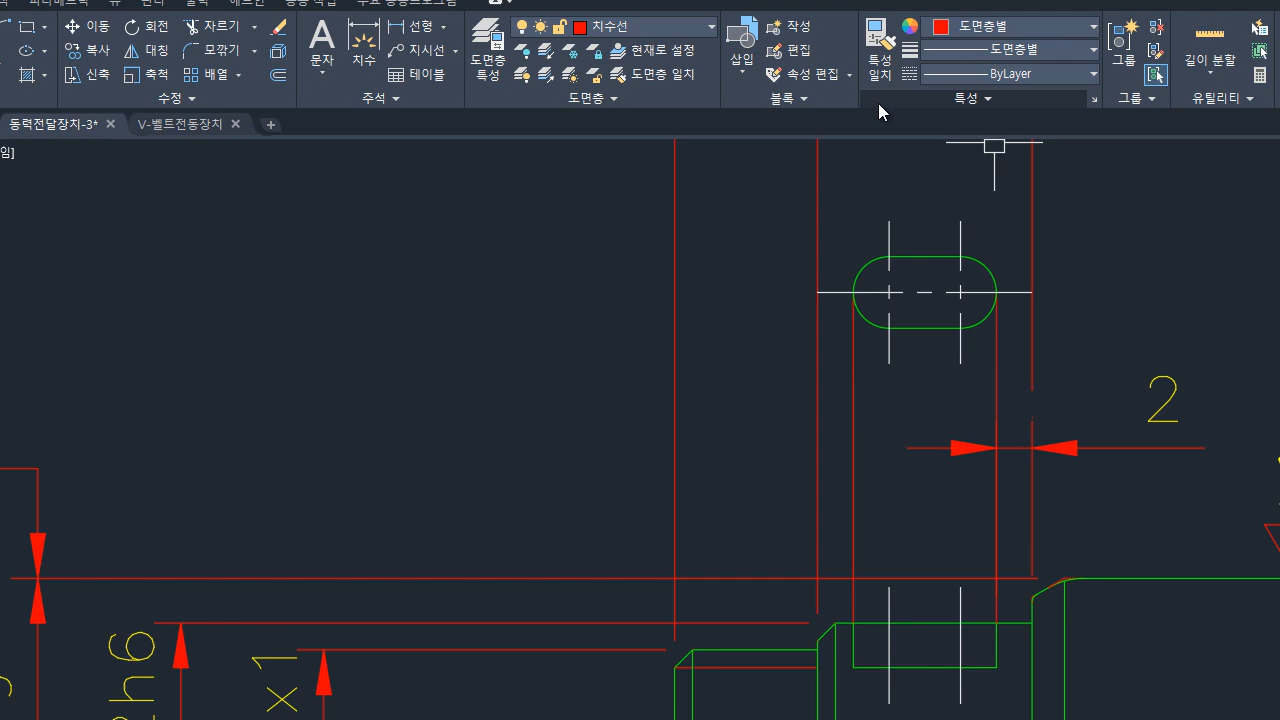 이동 회전 자르기 선형 치수선 작성 도면층별
복사 대칭 모깎기 지시선 현재로 설정 편집 도면층별
신축 축척 배열 테이블 도면층 일치 속성 편집 ByLayer
문자 치수 도면층 특성 삽입 특성 일치 그룹 길이 분할
수정 주석 도면층 블록 특성 그룹 유틸리티
동력전달장치-3* V-벨트전동장치
임]
2
h6
x1